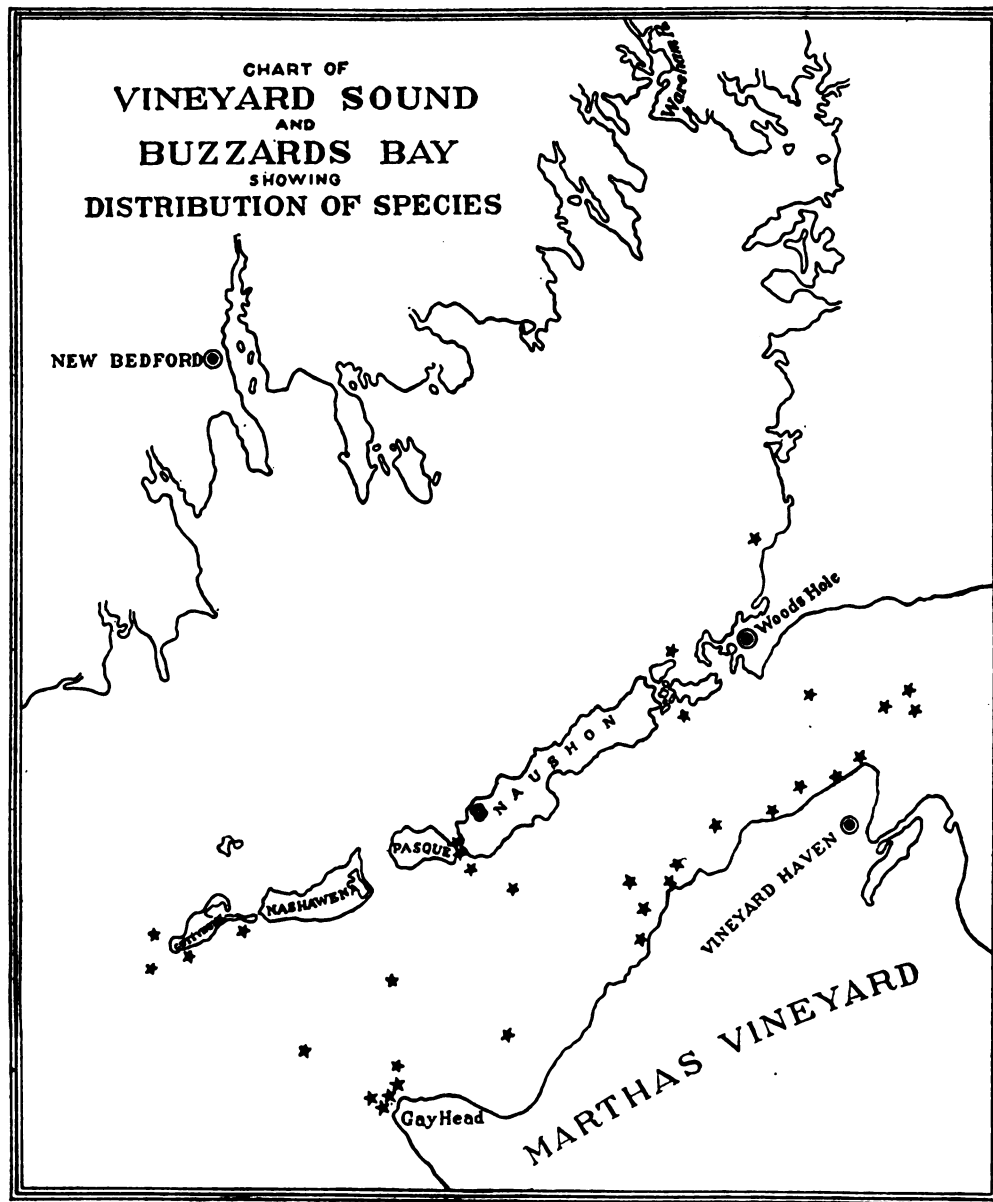 CHART OF
VINEYARD SOUND
AND
BUZZARDS BAY
SHOWING
DISTRIBUTION OF SPECIES
Wareham R.
NEW BEDFORD
Woods Hole
NAUSHON
PASQUE
NASHAWENA
VINEYARD HAVEN
MARTHAS VINEYARD
Gay Head